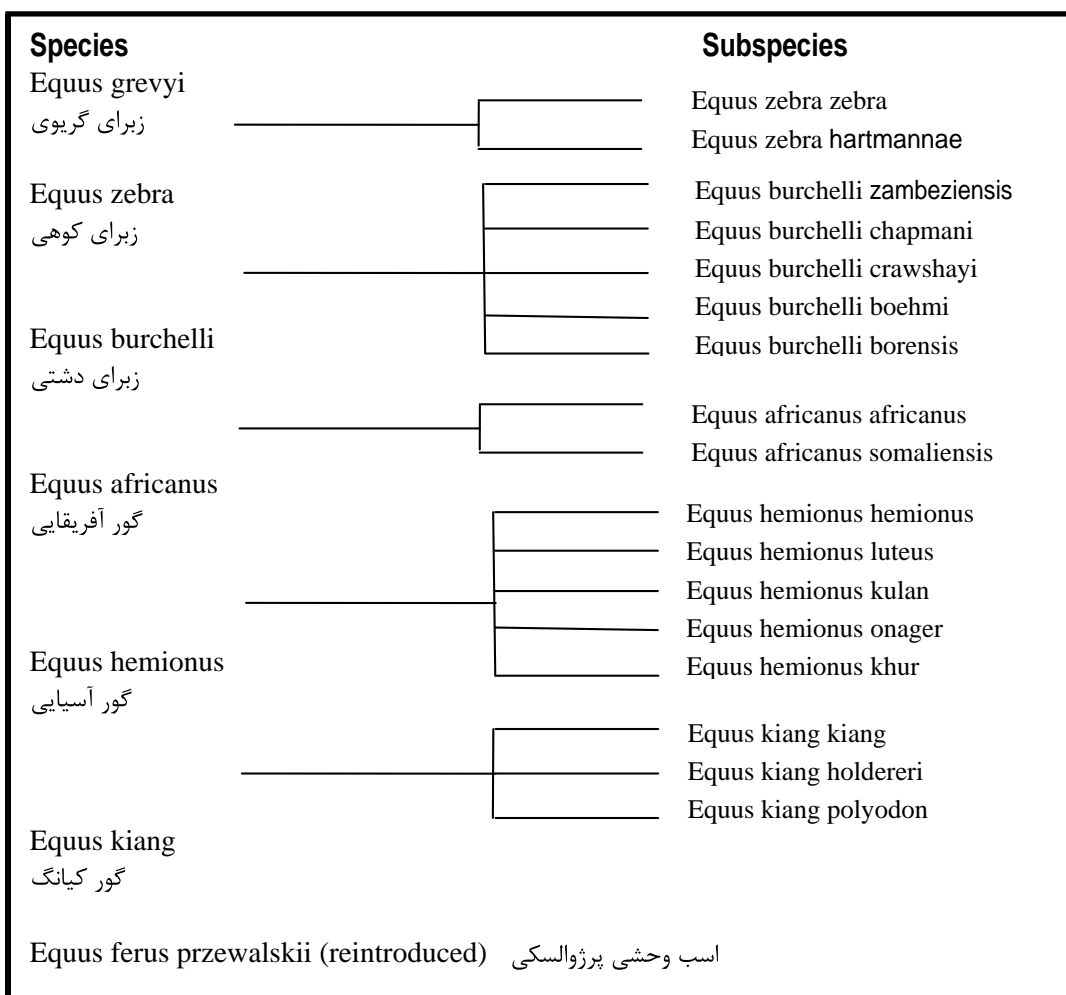 Species
Subspecies
Equus grevyi
زبرای گریوی
Equus zebra zebra
Equus zebra hartmannae
Equus zebra
زبرای کوهی
Equus burchelli zambeziensis
Equus burchelli chapmani
Equus burchelli crawshayi
Equus burchelli boehmi
Equus burchelli borensis
Equus burchelli
زبرای دشتی
Equus africanus africanus
Equus africanus somaliensis
Equus africanus
گور آفریقایی
Equus hemionus hemionus
Equus hemionus luteus
Equus hemionus kulan
Equus hemionus onager
Equus hemionus khur
Equus hemionus
گور آسیایی
Equus kiang kiang
Equus kiang holdereri
Equus kiang polyodon
Equus kiang
گور کیانگ
Equus ferus przewalskii (reintroduced) اسب وحشی پرژوالسکی